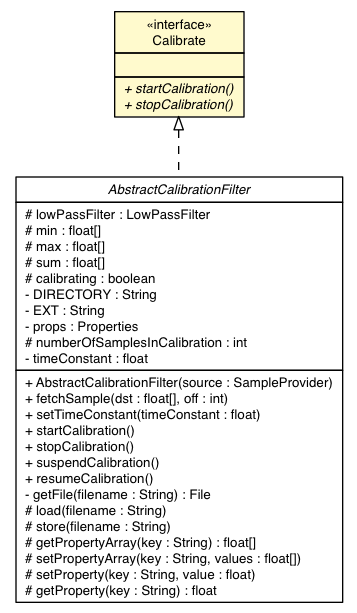 «interface»
Calibrate
+ startCalibration()
+ stopCalibration()
AbstractCalibrationFilter
# lowPassFilter : LowPassFilter
# min : float[]
# max : float[]
# sum : float[]
# calibrating : boolean
- DIRECTORY : String
- EXT : String
- props : Properties
# numberOfSamplesInCalibration : int
- timeConstant : float
+ AbstractCalibrationFilter(source : SampleProvider)
+ fetchSample(dst : float[], off : int)
+ setTimeConstant(timeConstant : float)
+ startCalibration()
+ stopCalibration()
+ suspendCalibration()
+ resumeCalibration()
- getFile(filename : String) : File
# load(filename : String)
# store(filename : String)
# getPropertyArray(key : String) : float[]
# setPropertyArray(key : String, values : float[])
# setProperty(key : String, value : float)
# getProperty(key : String) : float